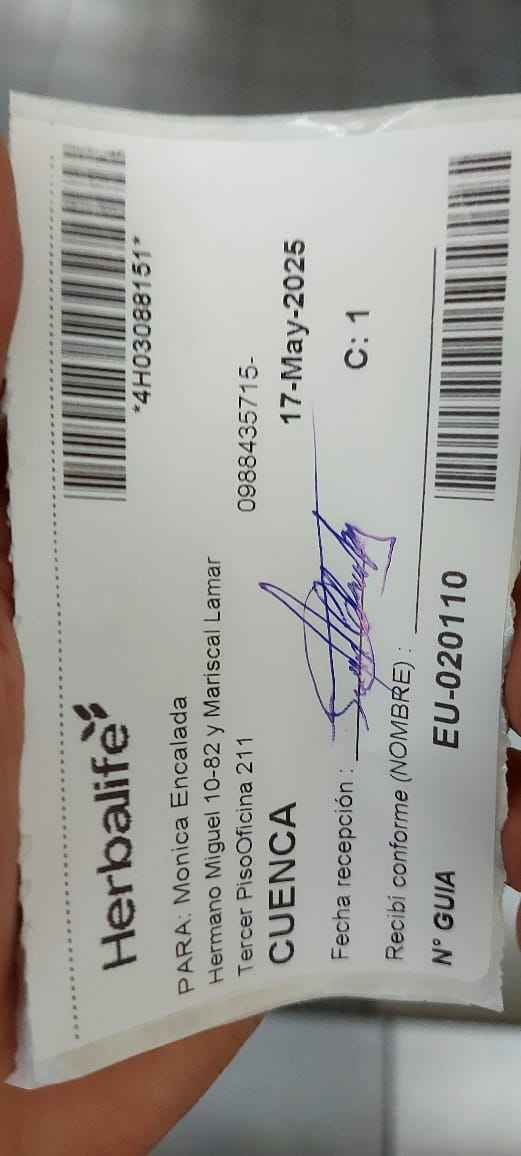 Herbalife
*4H03088151*
PARA: Monica Encalada
Hermano Miguel 10-82 y Mariscal Lamar
Tercer PisoOficina 211 0988435715-
CUENCA 17-May-2025
Fecha recepción :
C: 1
Recibí conforme (NOMBRE) :
N° GUIA EU-020110